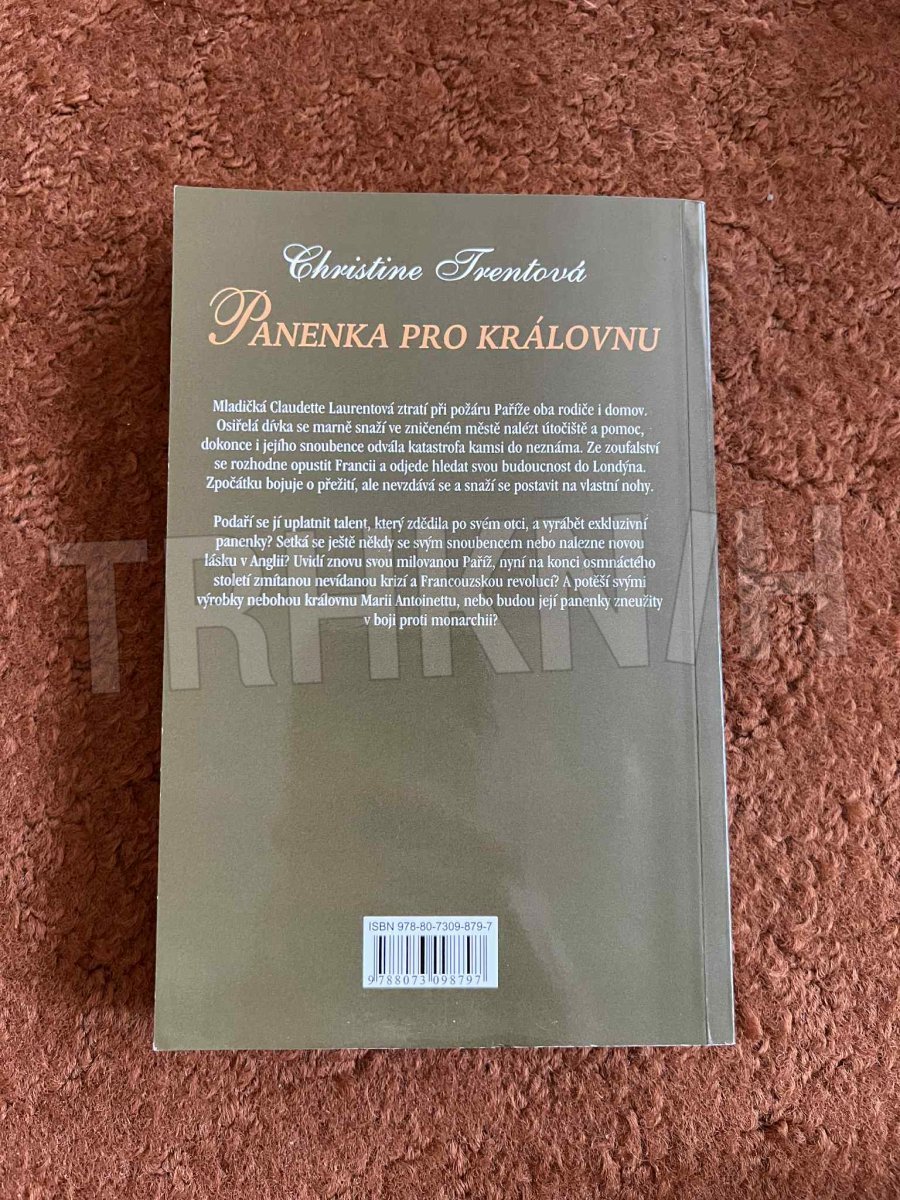 Christine Trentová
PANENKA PRO KRÁLOVNU
Mladičká Claudette Laurentová ztratí při požáru Paříže oba rodiče i domov.
Osiřelá dívka se marně snaží ve zničeném městě nalézt útočiště a pomoc,
dokonce i jejího snoubence odvála katastrofa kamsi do neznáma. Ze zoufalství
se rozhodne opustit Francii a odjede hledat svou budoucnost do Londýna.
Zpočátku bojuje o přežití, ale nevzdává se a snaží se postavit na vlastní nohy.
Podaří se jí uplatnit talent, který zdědila po svém otci, a vyrábět exkluzivní
panenky? Setká se ještě někdy se svým snoubencem nebo nalezne novou
lásku v Anglii? Uvidí znovu svou milovanou Paříž, nyní na konci osmnáctého
století zmítanou nevídanou krizí a Francouzskou revolucí? A potěší svými
výrobky nebohou královnu Marii Antoinettu, nebo budou její panenky zneužity
v boji proti monarchii?
TRHKNIH
ISBN 978-80-7309-879-7
9 788073 098797